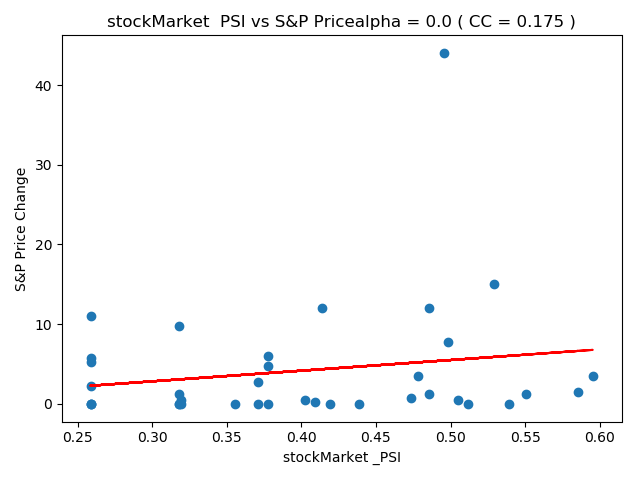 stockMarket  PSI vs S&P Pricealpha = 0.0 ( CC = 0.175 )
S&P Price Change
40
30
20
10
0
0.25 0.30 0.35 0.40 0.45 0.50 0.55 0.60
stockMarket _PSI